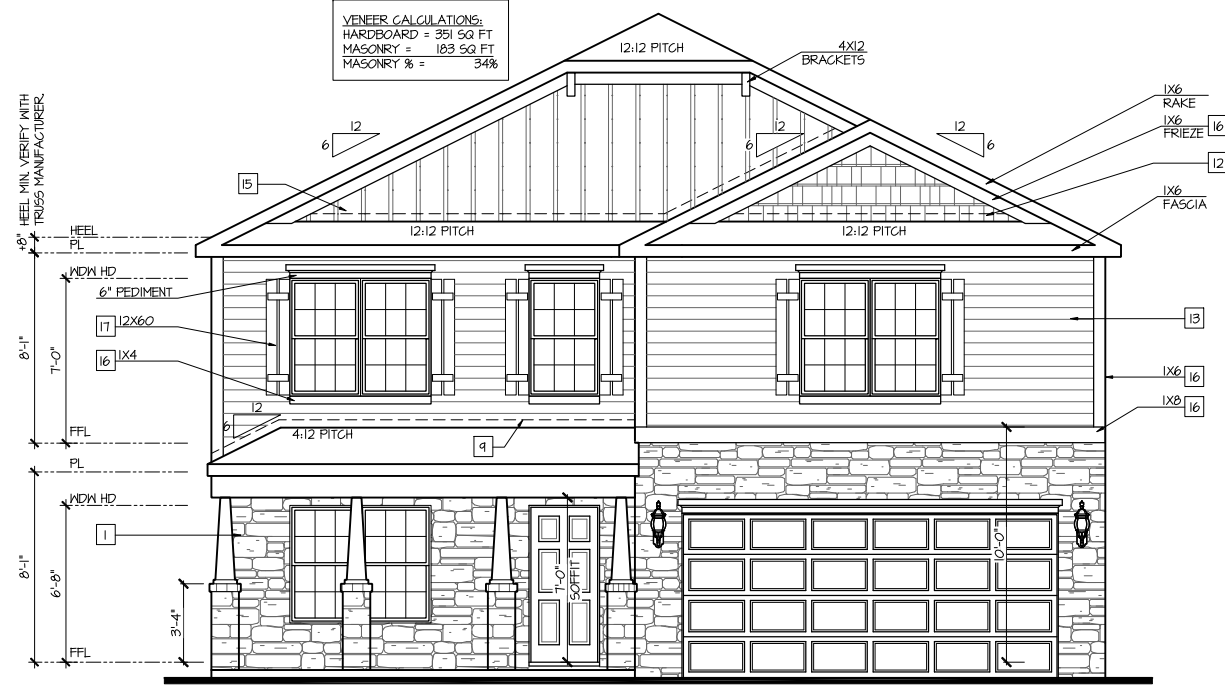 VENEER CALCULATIONS:
HARDBOARD = 351 SQ FT
MASONRY = 183 SQ FT
MASONRY % = 34%
12:12 PITCH
4X12
BRACKETS
1X6
RAKE
1X6
FRIEZE 16
12
1X6
FASCIA
+8" HEEL MIN. VERIFY WITH
TRUSS MANUFACTURER.
12
6
12
6
12
6
15
HEEL
PL
12:12 PITCH
12:12 PITCH
WDW HD
6" PEDIMENT
17 12X60
16 1X4
8'-1"
7'-0"
13
1X6 16
1X8 16
12
6
4:12 PITCH
9
FFL
PL
WDW HD
1
8'-1"
6'-8"
3'-4"
7'-0"
SOFFIT
10'-0"
FFL